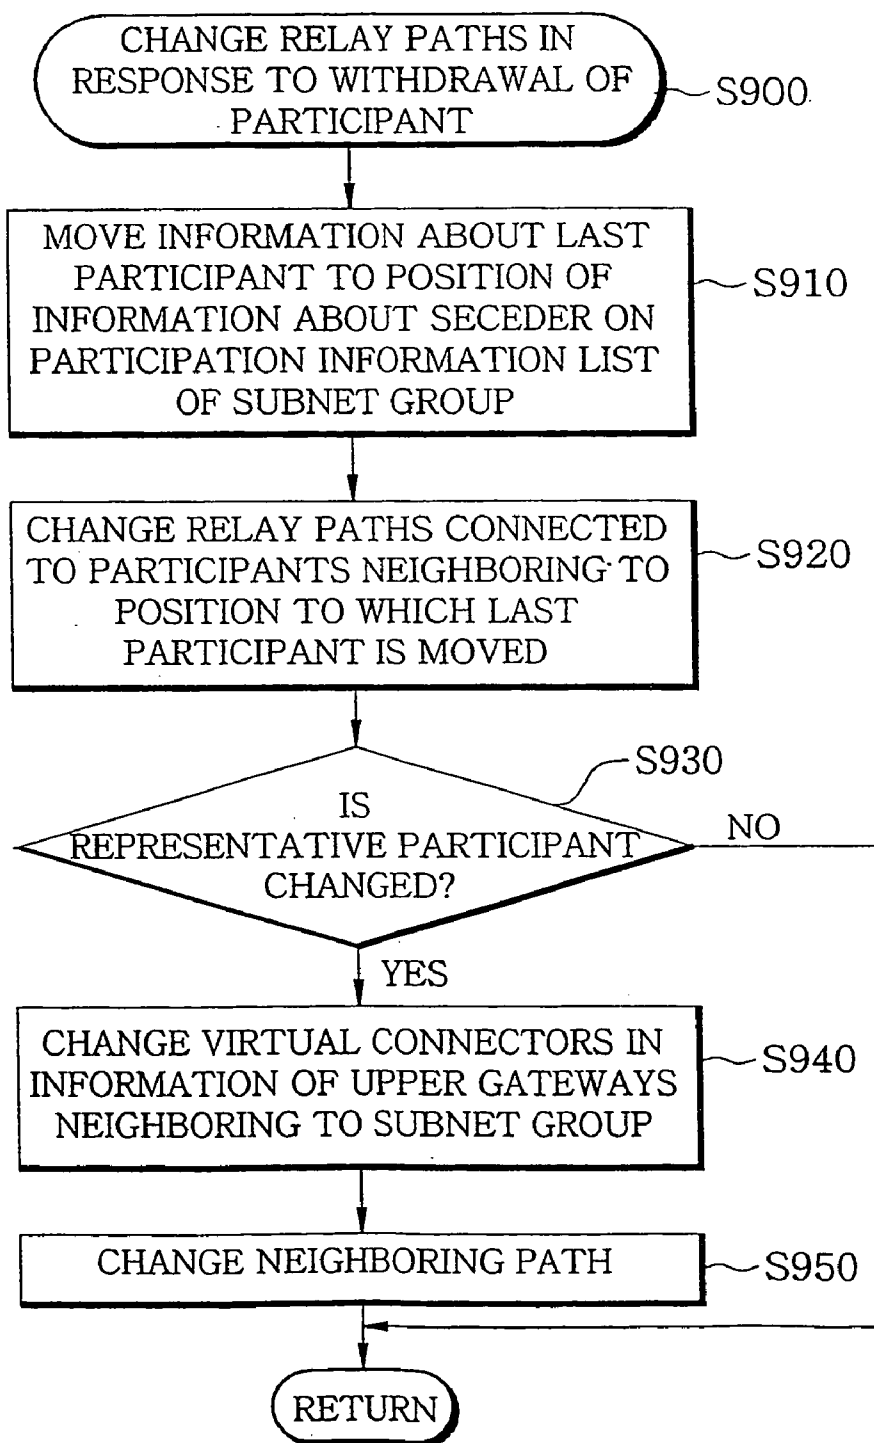 CHANGE RELAY PATHS IN
RESPONSE TO WITHDRAWAL OF
PARTICIPANT
S900
MOVE INFORMATION ABOUT LAST
PARTICIPANT TO POSITION OF
INFORMATION ABOUT SECEDER ON
PARTICIPATION INFORMATION LIST
OF SUBNET GROUP
S910
CHANGE RELAY PATHS CONNECTED
TO PARTICIPANTS NEIGHBORING TO
POSITION TO WHICH LAST
PARTICIPANT IS MOVED
S920
S930
IS
REPRESENTATIVE PARTICIPANT
CHANGED?
NO
YES
CHANGE VIRTUAL CONNECTORS IN
INFORMATION OF UPPER GATEWAYS
NEIGHBORING TO SUBNET GROUP
S940
CHANGE NEIGHBORING PATH
S950
RETURN